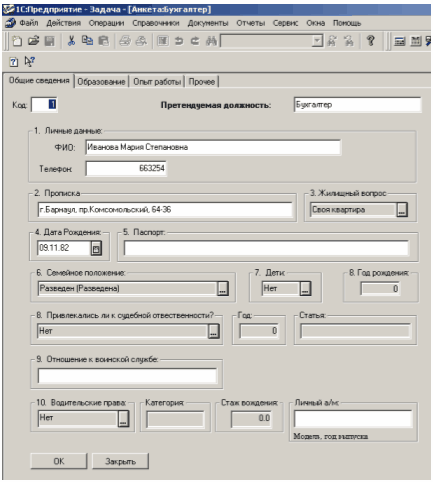 1С:Предприятие - Задача - [Анкета:Бухгалтер]
Файл Действия Операции Справочники Документы Отчеты Сервис Окна Помощь
Общие сведения Образование Опыт работы Прочее
Код: 1 Претендуемая должность: Бухгалтер
1. Личные данные:
ФИО: Иванова Мария Степановна
Телефон: 663254
2. Прописка 3. Жилищный вопрос
г.Барнаул, пр.Комсомольский, 64-36 Своя квартира ...
4. Дата Рождения: 5. Паспорт:
09.11.82
6. Семейное положение: 7. Дети: 8. Год рождения:
Разведен (Разведена) ... Нет ... 0
8. Привлекались ли к судебной отвественности? Год: Статья:
Нет ... 0
9. Отношение к воинской службе:
10. Водительские права: Категория: Стаж вождения: Личный а/м:
Нет ... 0.0
Модель, год выпуска
OK Закрыть